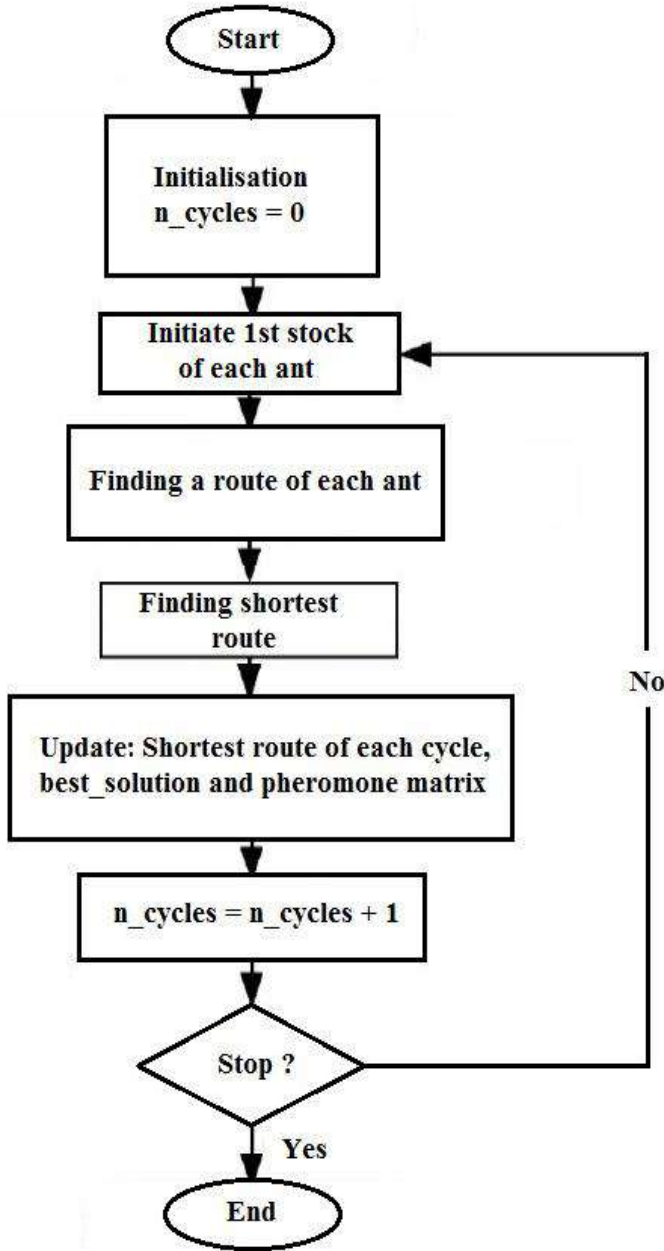 Start
Initialisation
n_cycles = 0
Initiate 1st stock
of each ant
Finding a route of each ant
Finding shortest
route
No
Update: Shortest route of each cycle,
best_solution and pheromone matrix
n_cycles = n_cycles + 1
Stop ?
Yes
End